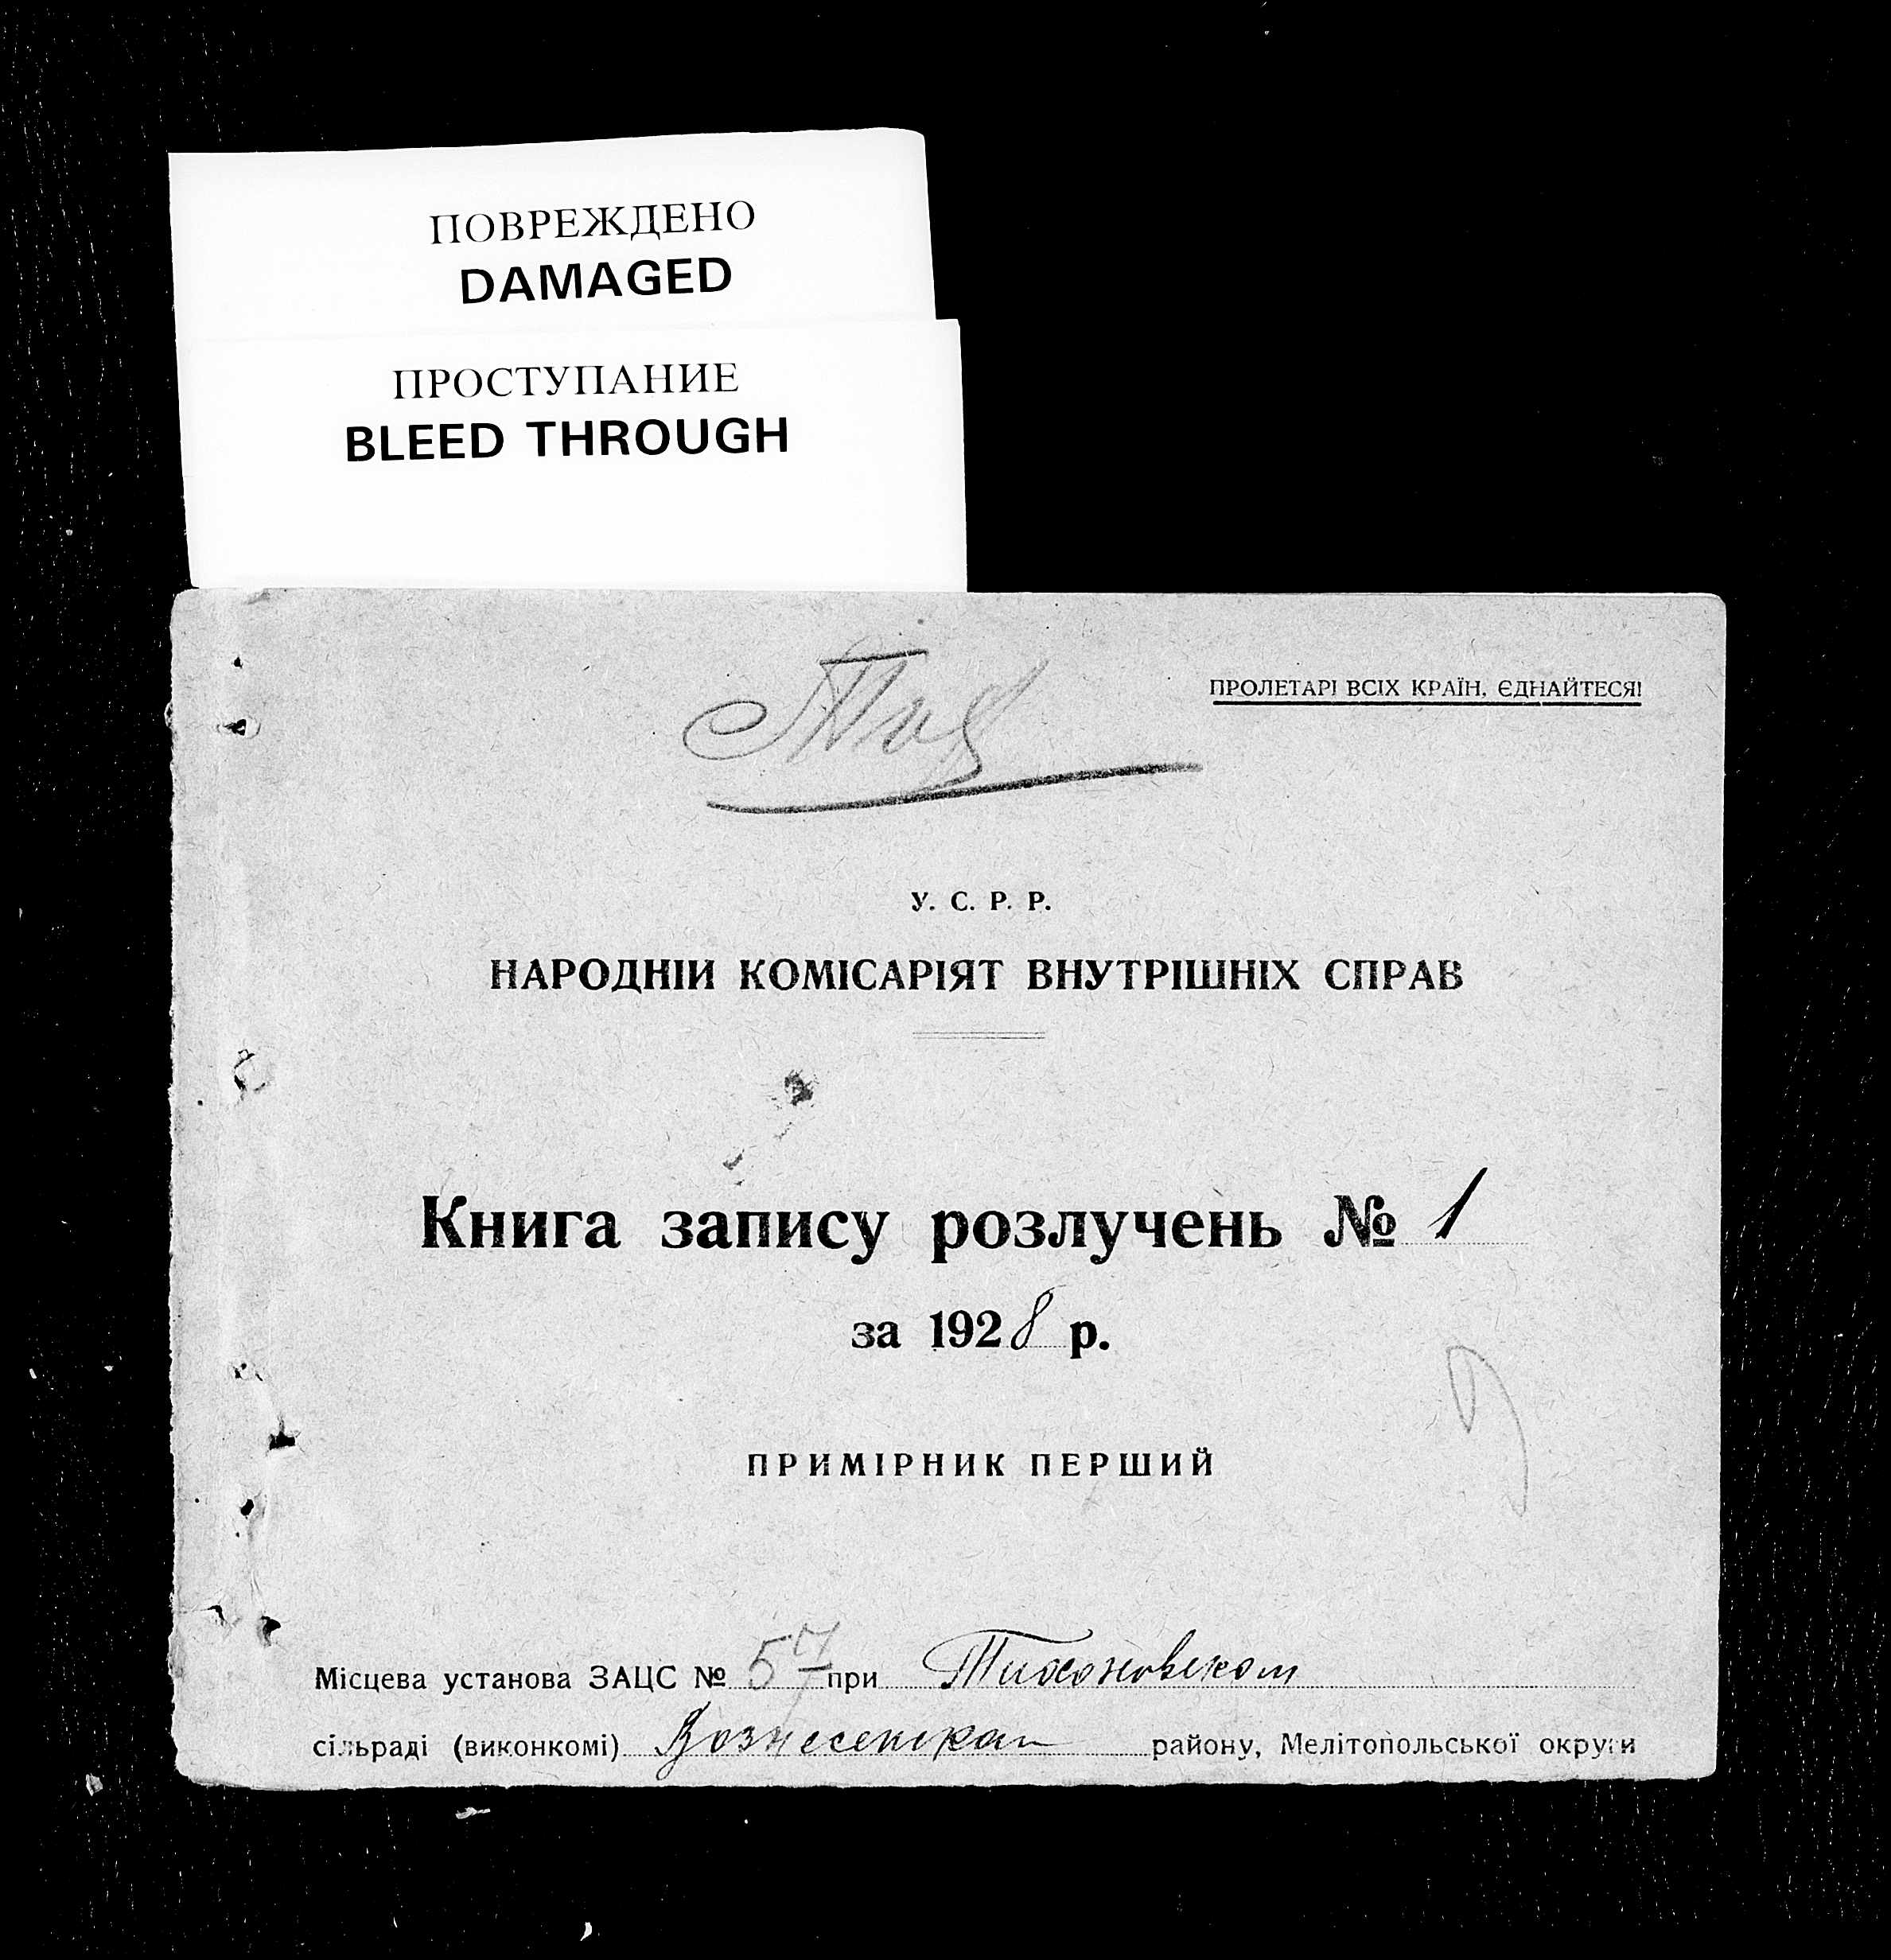 ПОВРЕЖДЕНО
DAMAGED
ПРОСТУПАНИЕ
BLEED THROUGH
ПРОЛЕТАРІ ВСІХ КРАЇН, ЄДНАЙТЕСЯ!
У. С. Р. Р.
НАРОДНІЙ КОМІСАРІЯТ ВНУТРІШНІХ СПРАВ
Книга запису розлучень № 1
за 1928 р.
ПРИМІРНИК ПЕРШИЙ
Місцева установа ЗАЦС № 57 при Тихоновском
сільраді (виконкомі) району, Мелітопольської округи